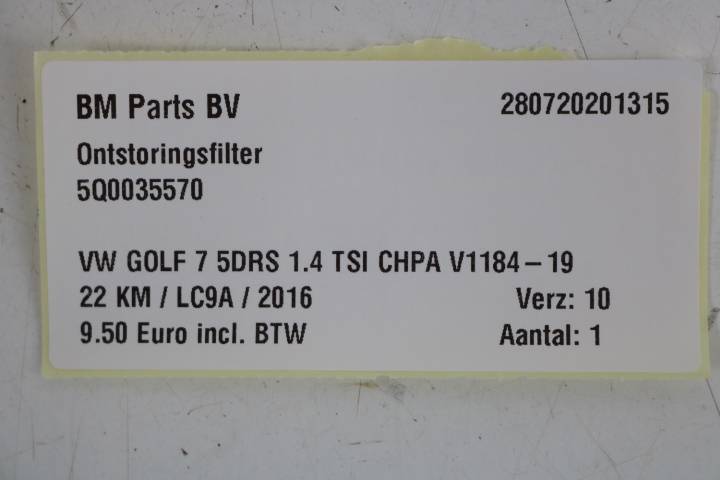 BM Parts BV 280720201315
Ontstoringsfilter
5Q0035570
VW GOLF 7 5DRS 1.4 TSI CHPA V1184-19
22 KM / LC9A / 2016 Verz: 10
9.50 Euro incl. BTW Aantal: 1